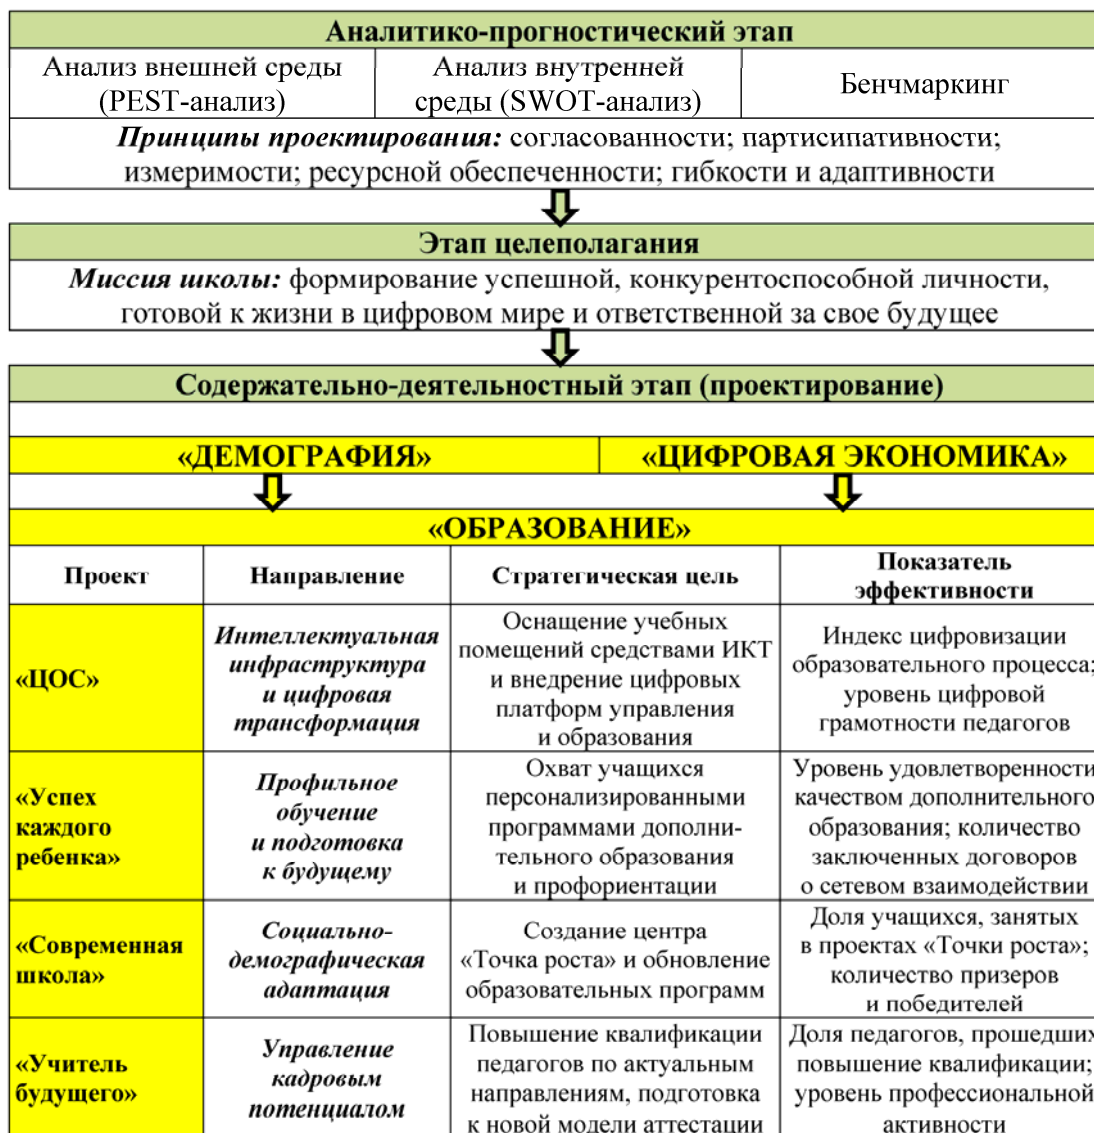 Аналитико-прогностический этап
Анализ внешней среды
(PEST-анализ)
Анализ внутренней
среды (SWOT-анализ)
Бенчмаркинг
Принципы проектирования: согласованности; партисипативности;
измеримости; ресурсной обеспеченности; гибкости и адаптивности
Этап целеполагания
Миссия школы: формирование успешной, конкурентоспособной личности,
готовой к жизни в цифровом мире и ответственной за свое будущее
Содержательно-деятельностный этап (проектирование)
«ДЕМОГРАФИЯ»
«ЦИФРОВАЯ ЭКОНОМИКА»
«ОБРАЗОВАНИЕ»
Проект
Направление
Стратегическая цель
Показатель
эффективности
«ЦОС»
Интеллектуальная
инфраструктура
и цифровая
трансформация
Оснащение учебных
помещений средствами ИКТ
и внедрение цифровых
платформ управления
и образования
Индекс цифровизации
образовательного процесса;
уровень цифровой
грамотности педагогов
«Успех
каждого
ребенка»
Профильное
обучение
и подготовка
к будущему
Охват учащихся
персонализированными
программами дополни-
тельного образования
и профориентации
Уровень удовлетворенности
качеством дополнительного
образования; количество
заключенных договоров
о сетевом взаимодействии
«Современная
школа»
Социально-
демографическая
адаптация
Создание центра
«Точка роста» и обновление
образовательных программ
Доля учащихся, занятых
в проектах «Точки роста»;
количество призеров
и победителей
«Учитель
будущего»
Управление
кадровым
потенциалом
Повышение квалификации
педагогов по актуальным
направлениям, подготовка
к новой модели аттестации
Доля педагогов, прошедших
повышение квалификации;
уровень профессиональной
активности